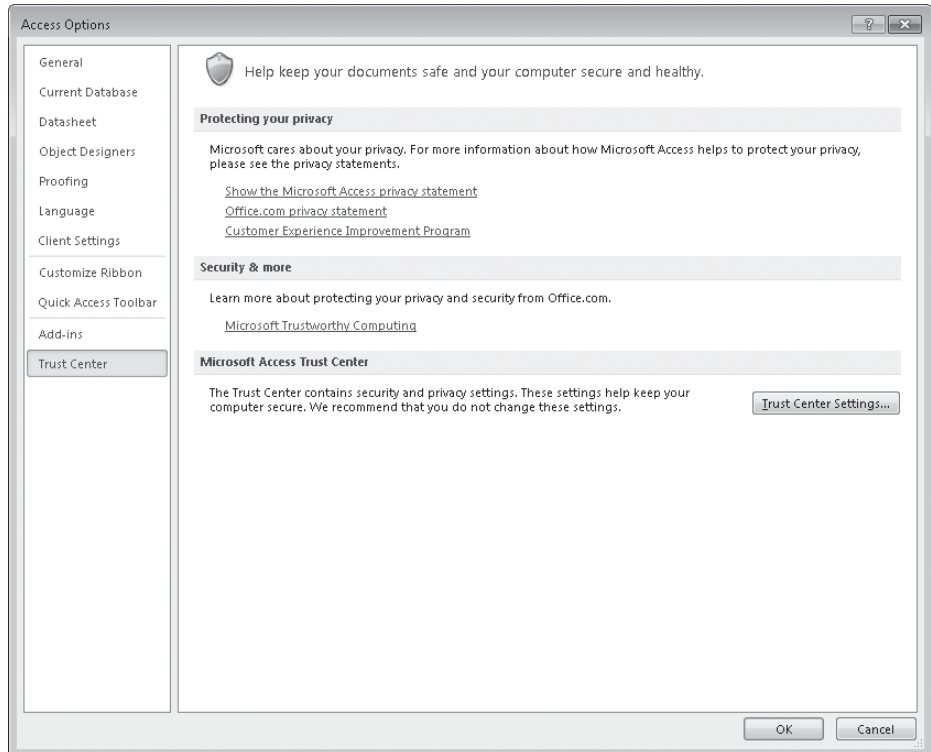 Access Options
General
Current Database
Datasheet
Object Designers
Proofing
Language
Client Settings
Customize Ribbon
Quick Access Toolbar
Add-ins
Trust Center
Help keep your documents safe and your computer secure and healthy.
Protecting your privacy
Microsoft cares about your privacy. For more information about how Microsoft Access helps to protect your privacy,
please see the privacy statements.
Show the Microsoft Access privacy statement
Office.com privacy statement
Customer Experience Improvement Program
Security & more
Learn more about protecting your privacy and security from Office.com.
Microsoft Trustworthy Computing
Microsoft Access Trust Center
The Trust Center contains security and privacy settings. These settings help keep your
computer secure. We recommend that you do not change these settings.
Trust Center Settings...
OK
Cancel